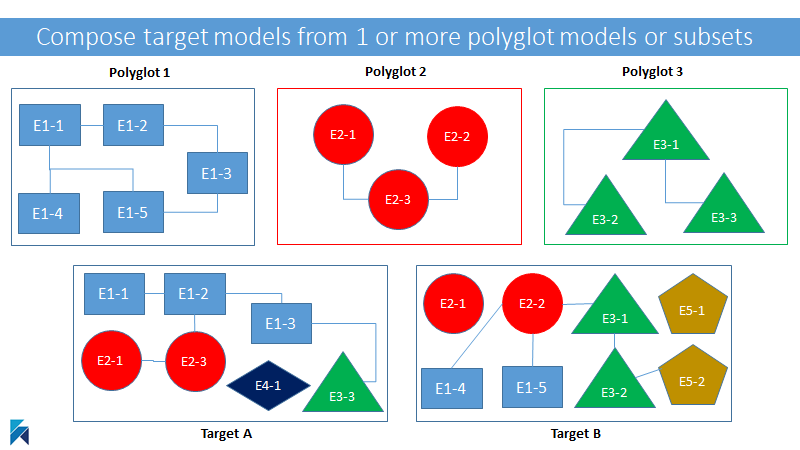 Compose target models from 1 or more polyglot models or subsets
Polyglot 1
Polyglot 2
Polyglot 3
E1-1
E1-2
E1-3
E1-4
E1-5
E2-1
E2-2
E2-3
E3-1
E3-2
E3-3
E1-1
E1-2
E1-3
E2-1
E2-3
E4-1
E3-3
Target A
E2-1
E2-2
E3-1
E5-1
E1-4
E1-5
E3-2
E5-2
Target B